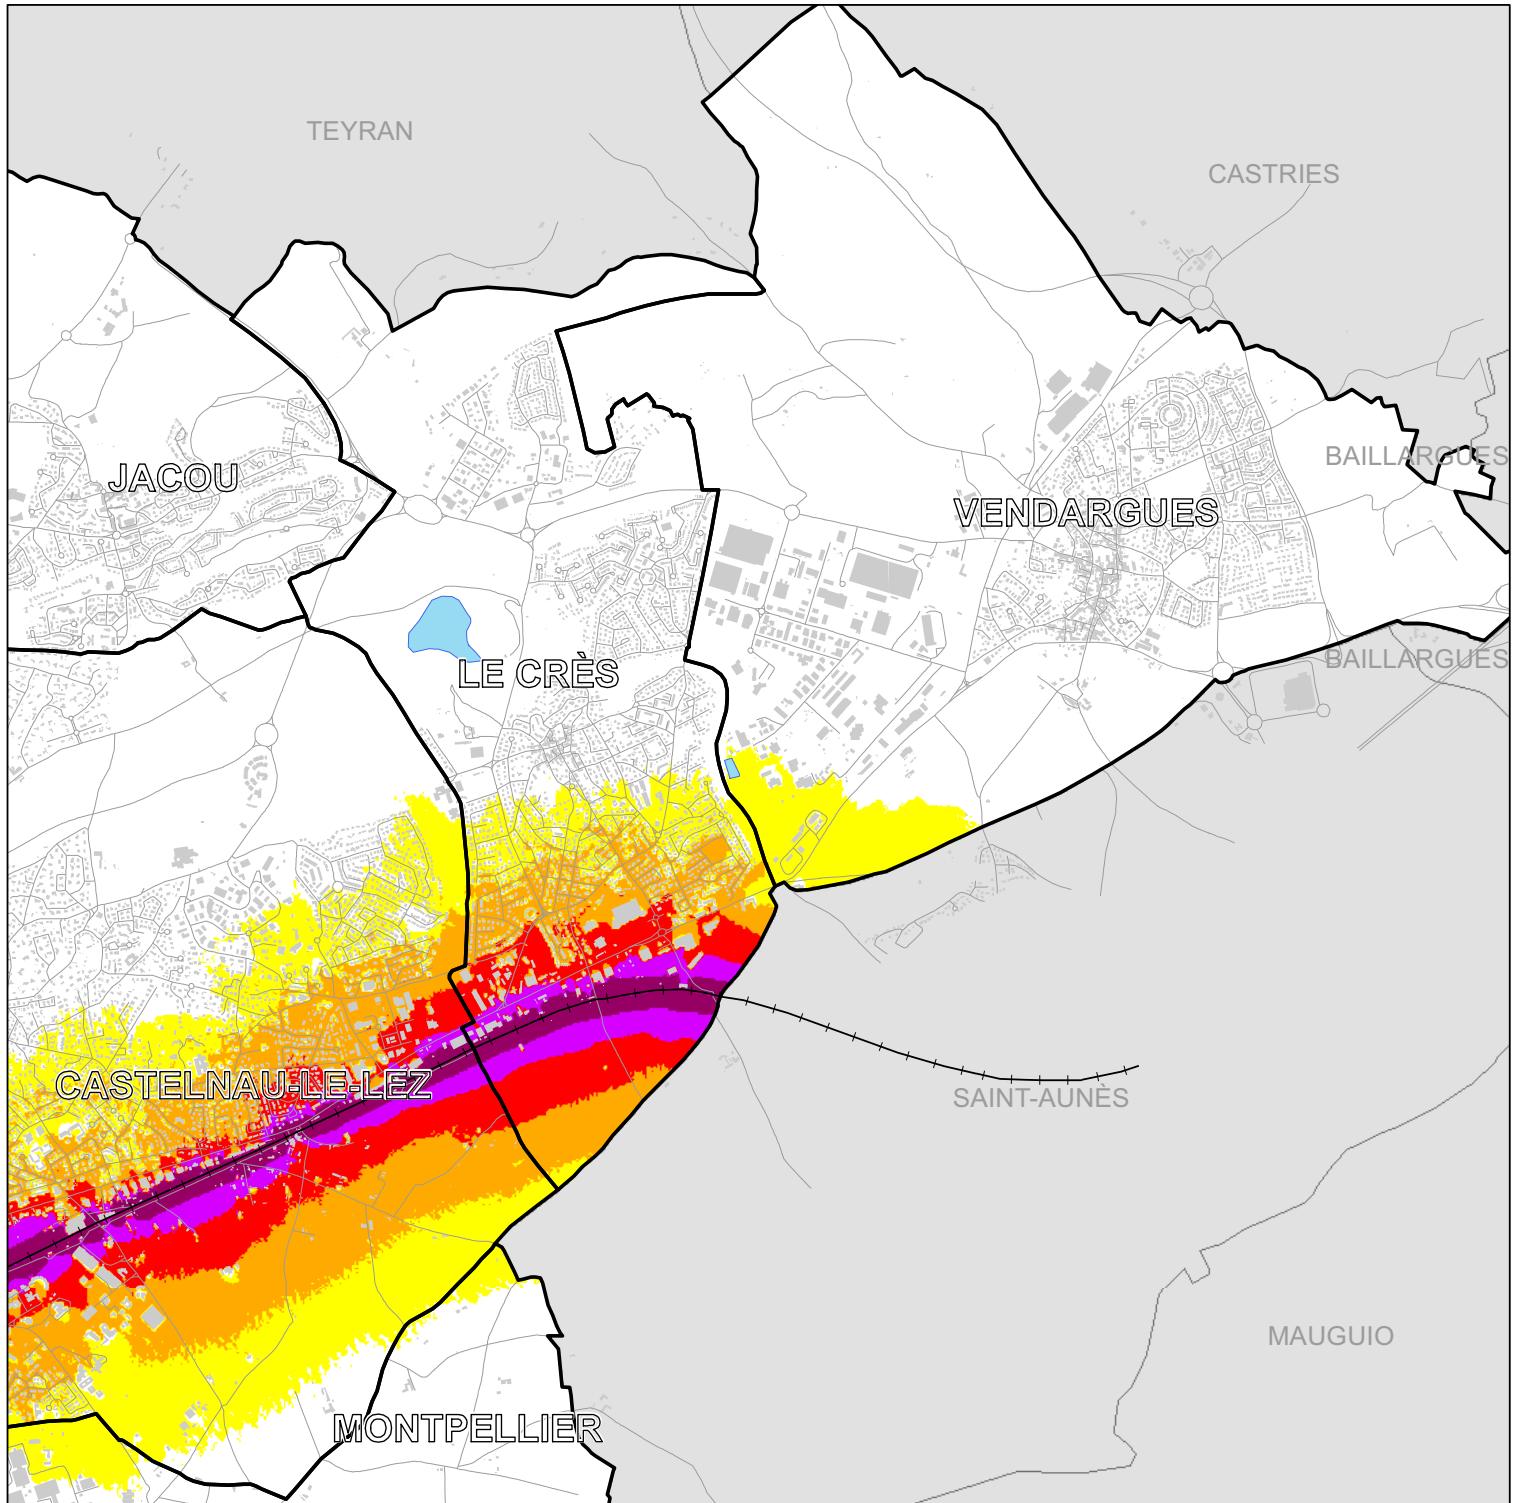 TEYRAN
CASTRIES
BAILLARGUES
JACOU
VENDARGUES
BAILLARGUES
LE CRÈS
CASTELNAU-LE-LEZ
SAINT-AUNÈS
MAUGUIO
MONTPELLIER